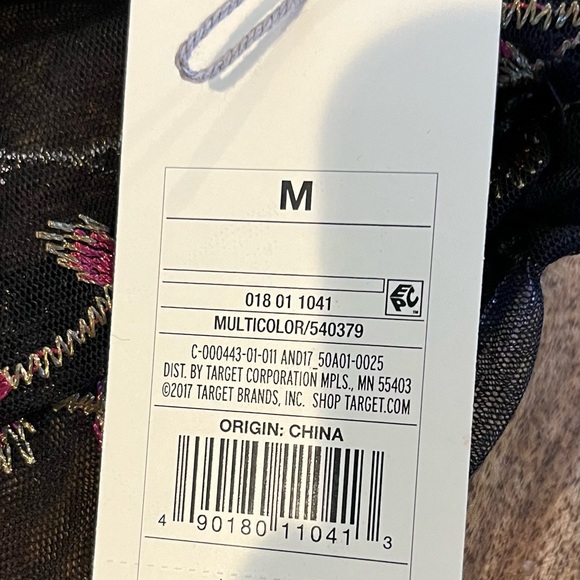 M
EPC™
018 01 1041
MULTICOLOR/540379
C-000443-01-011 AND17_50A01-0025
DIST. BY TARGET CORPORATION MPLS., MN 55403
©2017 TARGET BRANDS, INC. SHOP TARGET.COM
ORIGIN: CHINA
4 90180 11041 3